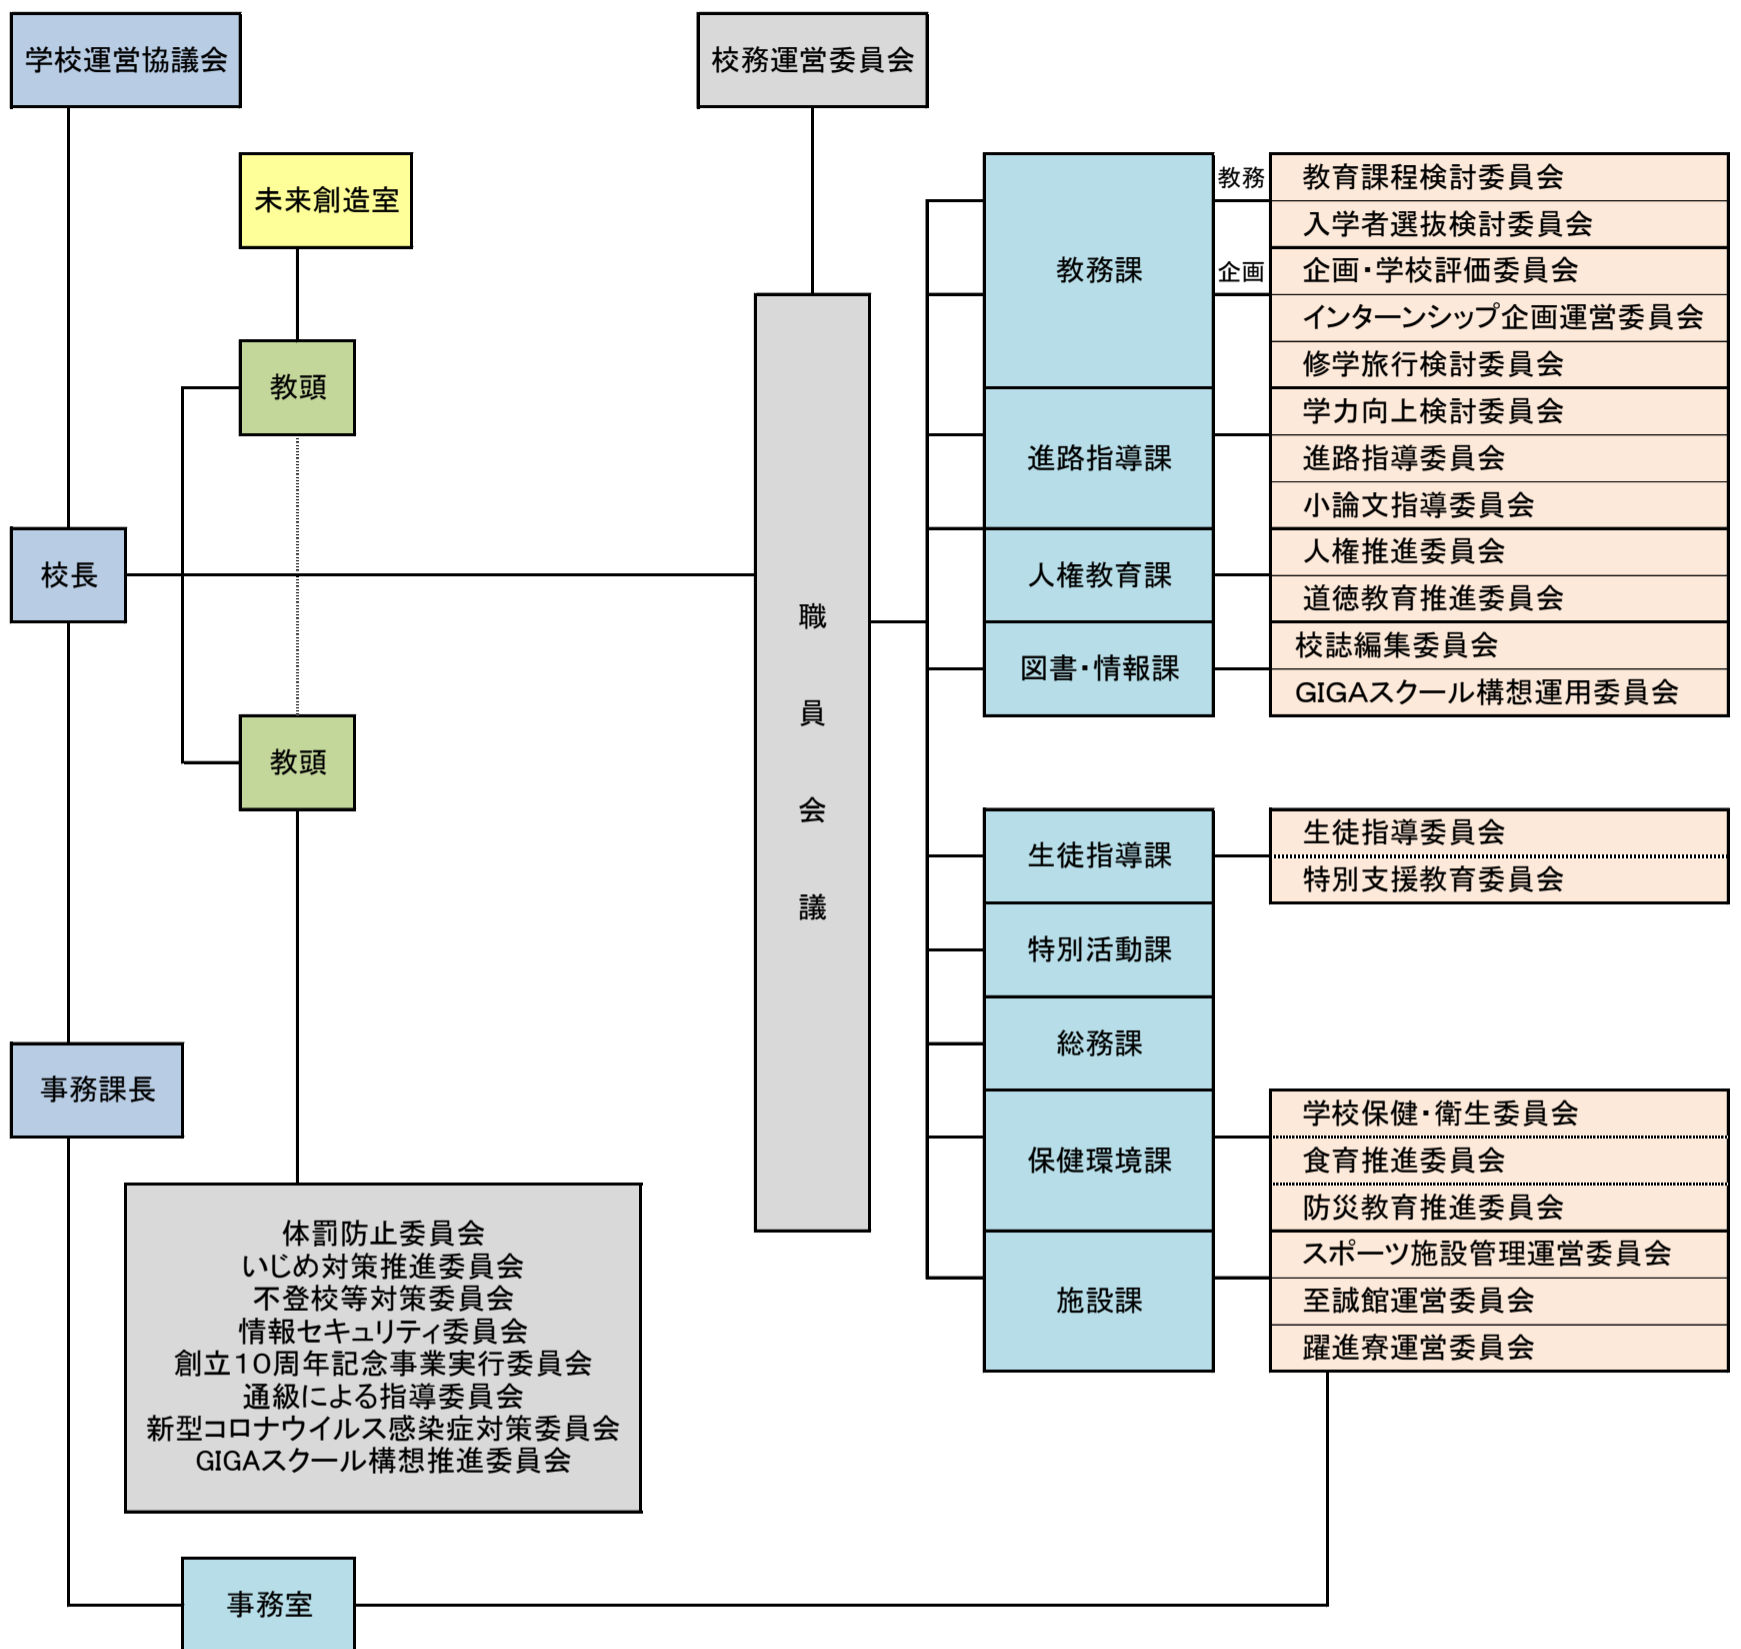 学校運営協議会
校務運営委員会
未来創造室
教頭
校長
教頭
事務課長
体罰防止委員会
いじめ対策推進委員会
不登校等対策委員会
情報セキュリティ委員会
創立10周年記念事業実行委員会
通級による指導委員会
新型コロナウイルス感染症対策委員会
GIGAスクール構想推進委員会
事務室
職
員
会
議
教務課
教務
教育課程検討委員会
入学者選抜検討委員会
企画
企画・学校評価委員会
インターンシップ企画運営委員会
修学旅行検討委員会
進路指導課
学力向上検討委員会
進路指導委員会
小論文指導委員会
人権教育課
人権推進委員会
道徳教育推進委員会
図書・情報課
校誌編集委員会
GIGAスクール構想運用委員会
生徒指導課
生徒指導委員会
特別支援教育委員会
特別活動課
総務課
保健環境課
学校保健・衛生委員会
食育推進委員会
防災教育推進委員会
施設課
スポーツ施設管理運営委員会
至誠館運営委員会
躍進寮運営委員会